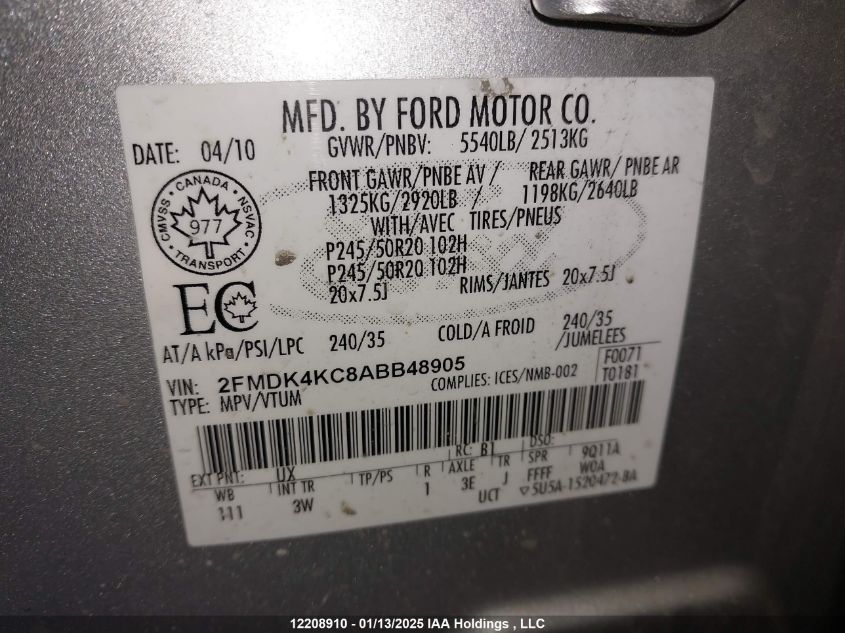 MFD. BY FORD MOTOR CO.
DATE: 04/10 GVWR/PNBV: 5540LB/ 2513KG
FRONT GAWR/PNBE AV / REAR GAWR/ PNBE AR
1325KG/2920LB / 1198KG/2640LB
WITH/AVEC TIRES/PNEUS
P245/50R20 102H
P245/50R20 102H
20x7.5J RIMS/JANTES 20x7.5J
CMVSS · CANADA · NSVAC · TRANSPORT ·
977
EC
AT/A kPa/PSI/LPC 240/35 COLD/A FROID 240/35
/JUMELEES
VIN: 2FMDK4KC8ABB48905 COMPLIES: ICES/NMB-002 F0071
TYPE: MPV/VTUM T0181
EXT PNT: UX RC: B1 DSO:
WB INT TR TP/PS R AXLE TR SPR 9Q11A
111 3W 1 3E J FFFF W0A
UCT ▽5U5A-1520472-BA
12208910 - 01/13/2025 IAA Holdings , LLC